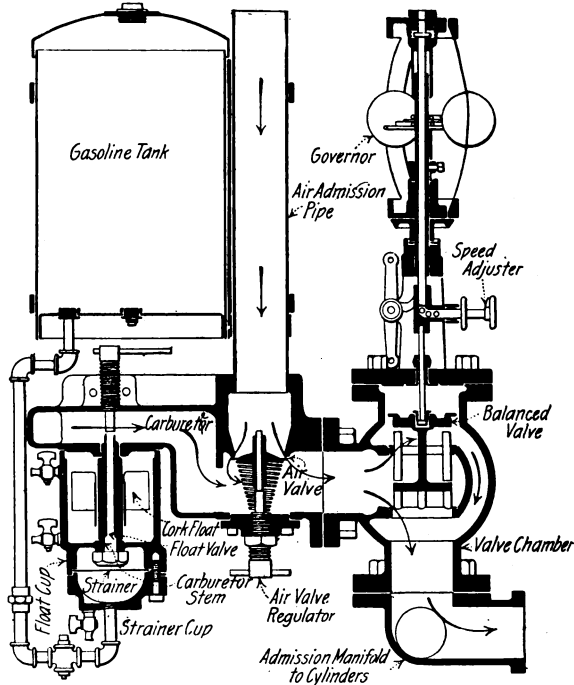 Gasoline Tank
Air Admission
Pipe
Governor
Speed
Adjuster
Carburetor
Balanced
Valve
Air
Valve
Cork Float
Float Valve
Valve Chamber
Float Cup
Strainer
Carburetor
Stem
Air Valve
Regulator
Strainer Cup
Admission Manifold
to Cylinders